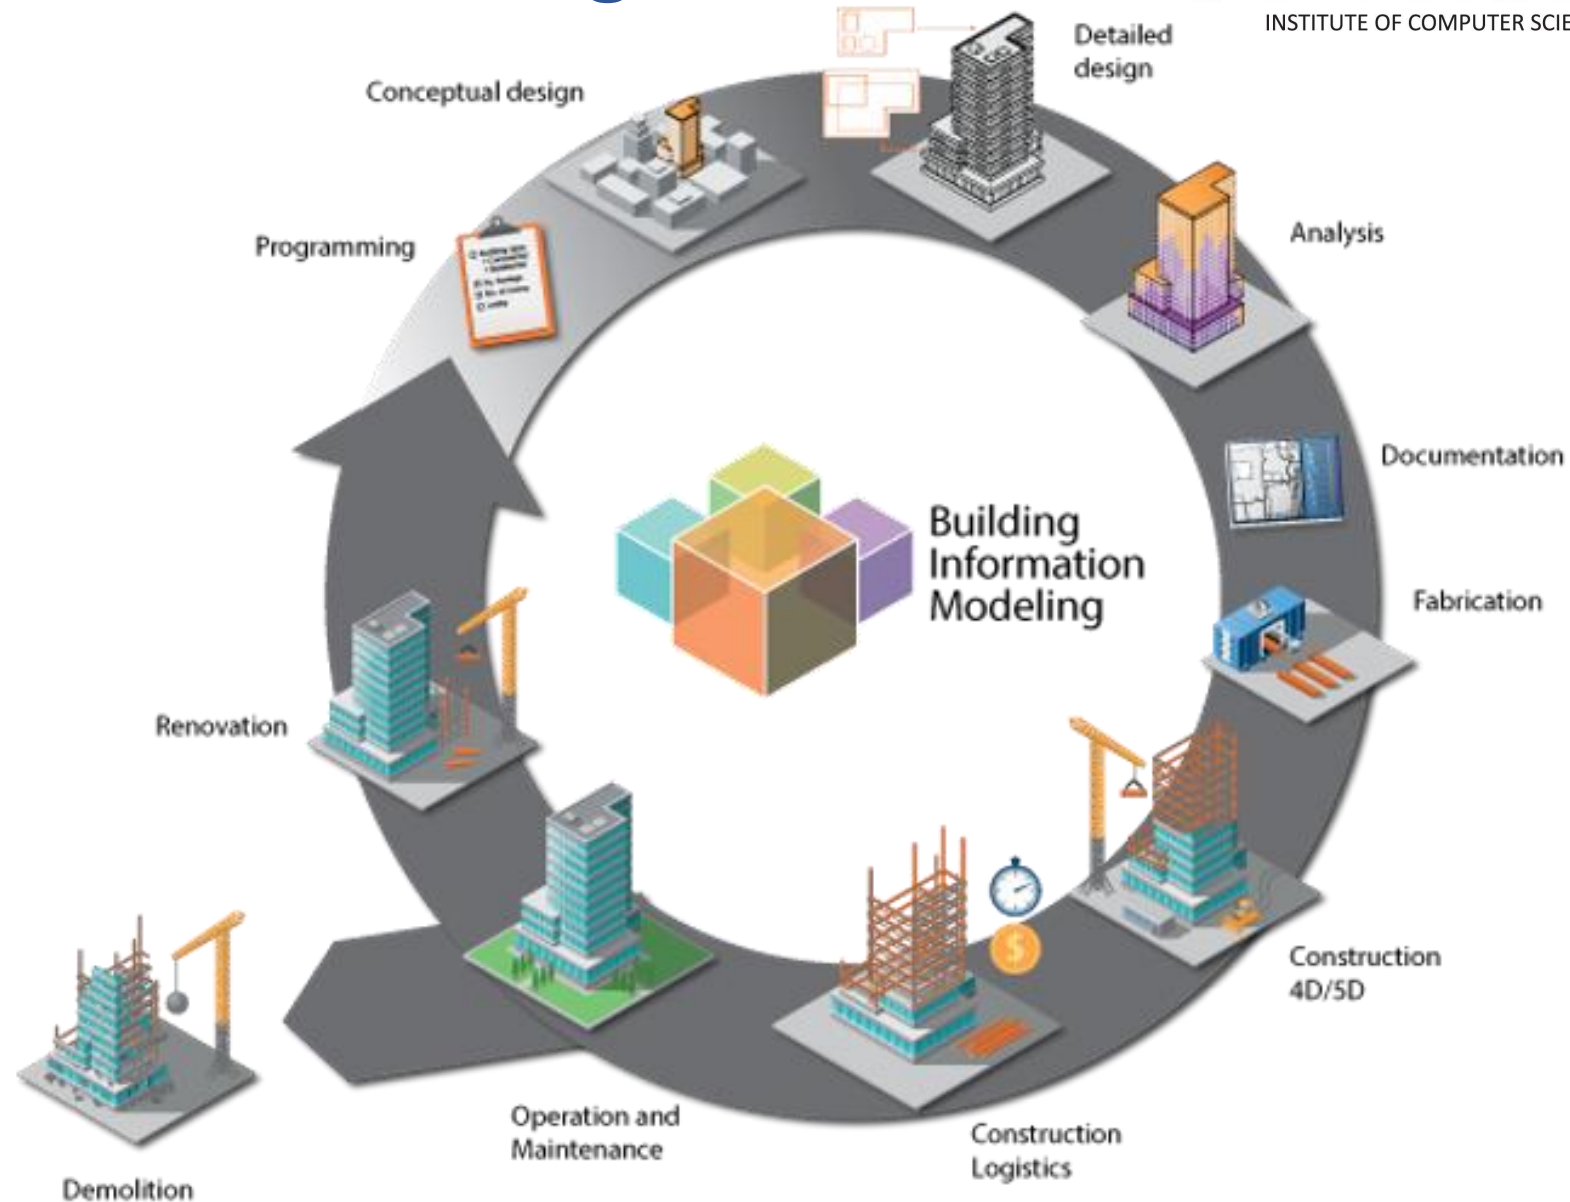 INSTITUTE OF COMPUTER SCIE
Detailed
design
Conceptual design
Programming
Analysis
Documentation
Building
Information
Modeling
Fabrication
Renovation
Construction
4D/5D
$
Operation and
Maintenance
Construction
Logistics
Demolition